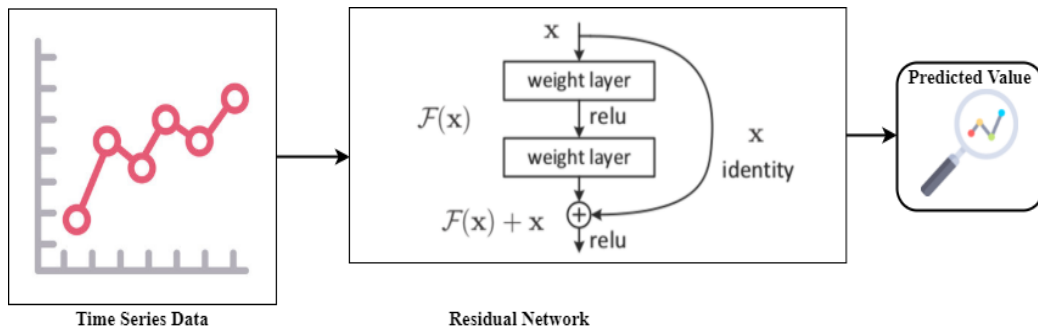 x
weight layer
relu
F(x)
weight layer
x
identity
F(x) + x
+
relu
Predicted Value
Time Series Data
Residual Network